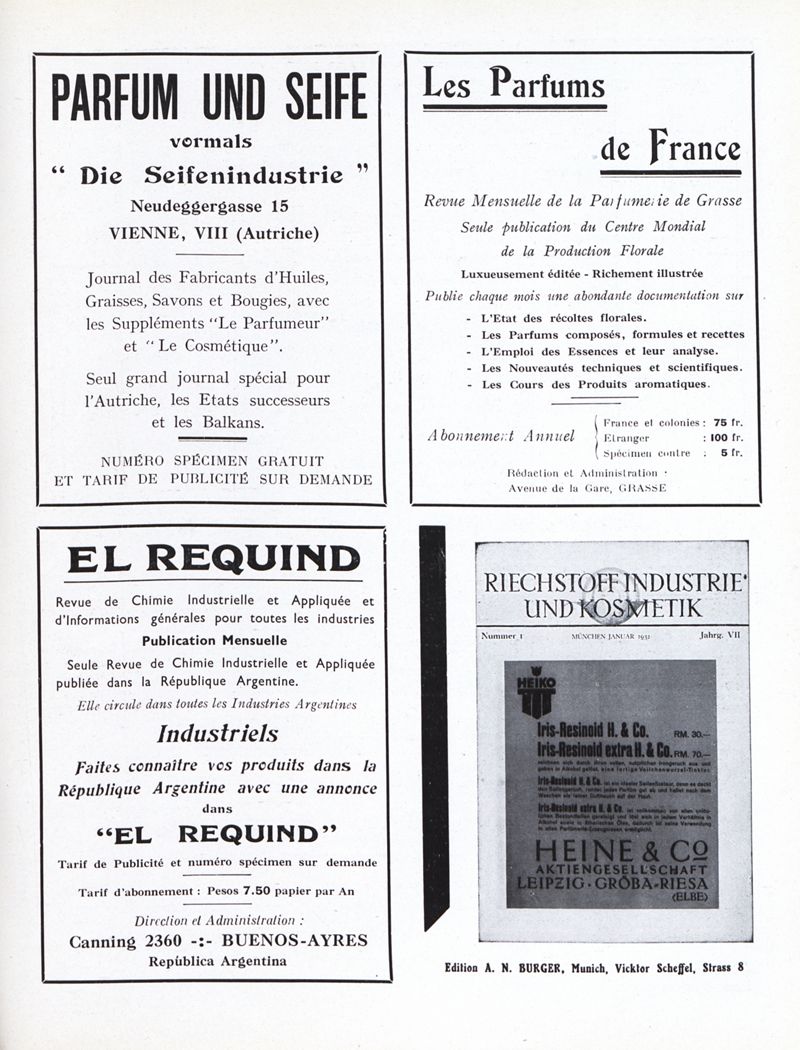 PARFUM UND SEIFE
vormals
“ Die Seifenindustrie ”
Neudeggergasse 15
VIENNE, VIII (Autriche)
Journal des Fabricants d’Huiles,
Graisses, Savons et Bougies, avec
les Suppléments “Le Parfumeur”
et “ Le Cosmétique”.
Seul grand journal spécial pour
l’Autriche, les Etats successeurs
et les Balkans.
NUMÉRO SPÉCIMEN GRATUIT
ET TARIF DE PUBLICITÉ SUR DEMANDE
Les Parfums
de France
Revue Mensuelle de la Parfumerie de Grasse
Seule publication du Centre Mondial
de la Production Florale
Luxueusement éditée - Richement illustrée
Publie chaque mois une abondante documentation sur
- L’Etat des récoltes florales.
- Les Parfums composés, formules et recettes
- L’Emploi des Essences et leur analyse.
- Les Nouveautés techniques et scientifiques.
- Les Cours des Produits aromatiques.
Abonnement Annuel
France et colonies : 75 fr.
Etranger : 100 fr.
Spécimen contre : 5 fr.
Rédaction et Administration :
Avenue de la Gare, GRASSE
EL REQUIND
Revue de Chimie Industrielle et Appliquée et
d’Informations générales pour toutes les industries
Publication Mensuelle
Seule Revue de Chimie Industrielle et Appliquée
publiée dans la République Argentine.
Elle circule dans toutes les Industries Argentines
Industriels
Faites connaître vos produits dans la
République Argentine avec une annonce
dans
“EL REQUIND”
Tarif de Publicité et numéro spécimen sur demande
Tarif d’abonnement : Pesos 7.50 papier par An
Direction et Administration :
Canning 2360 -:- BUENOS-AYRES
República Argentina
RIECHSTOFF INDUSTRIE
UND KOSMETIK
Nummer 1 MÜNCHEN JANUAR 1931 Jahrg. VII
HEIKO
Iris-Resinoid H. & Co. RM. 30.—
Iris-Resinoid extra H. & Co. RM. 70.—
HEINE & Co
AKTIENGESELLSCHAFT
LEIPZIG · GRÖBA-RIESA
(ELBE)
Edition A. N. BURGER, Munich, Vicktor Scheffel, Strass 8